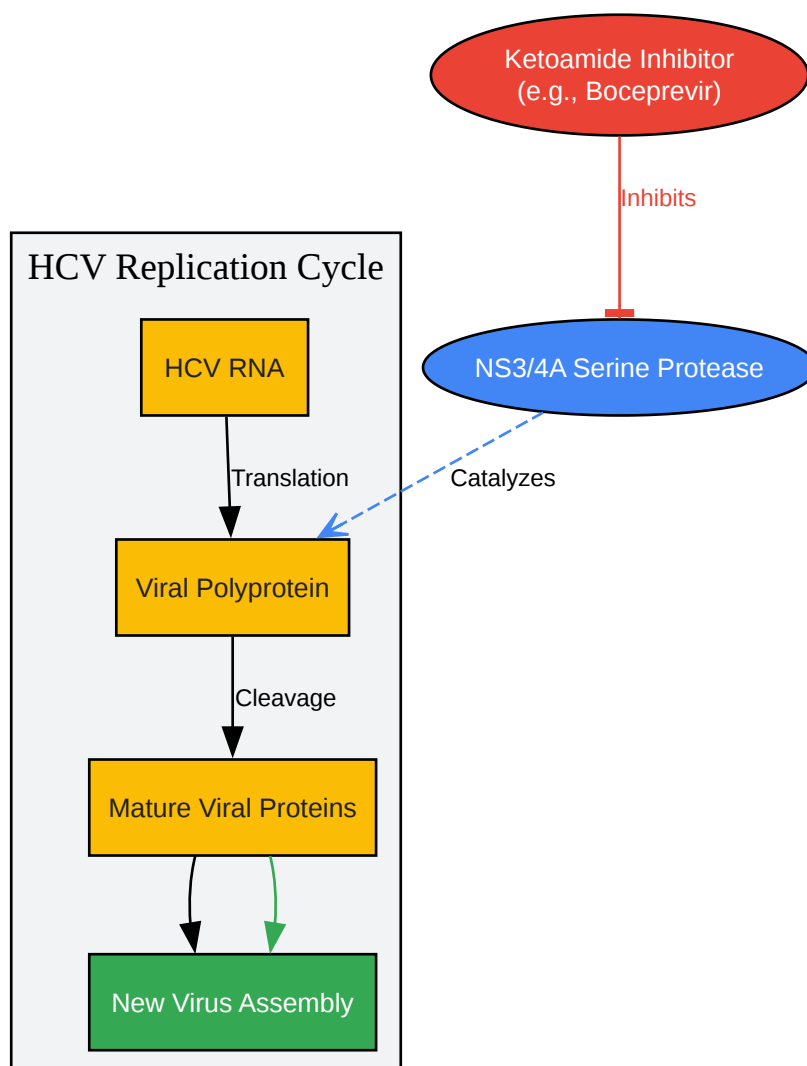 Ketoamide Inhibitor
(e.g., Boceprevir)
Inhibits
HCV Replication Cycle
HCV RNA
NS3/4A Serine Protease
Translation
Catalyzes
Viral Polyprotein
Cleavage
Mature Viral Proteins
New Virus Assembly